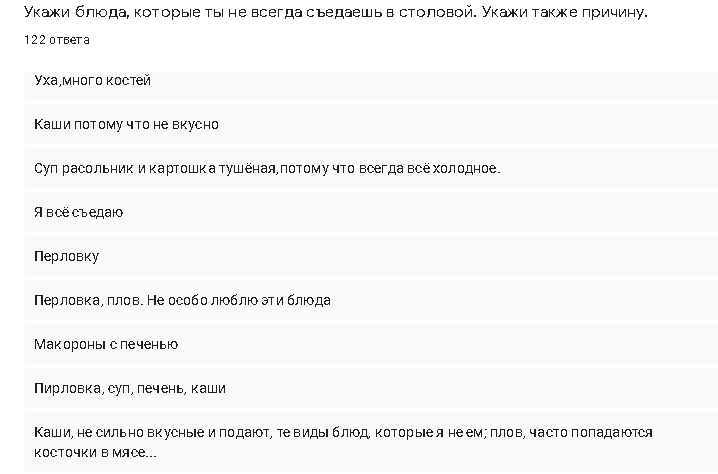 Укажи блюда, которые ты не всегда съедаешь в столовой. Укажи также причину.
122 ответа
Уха,много костей
Каши потому что не вкусно
Суп расольник и картошка тушёная,потому что всегда всё холодное.
Я всё съедаю
Перловку
Перловка, плов. Не особо люблю эти блюда
Макороны с печенью
Пирловка, суп, печень, каши
Каши, не сильно вкусные и подают, те виды блюд, которые я не ем; плов, часто попадаются
косточки в мясе...